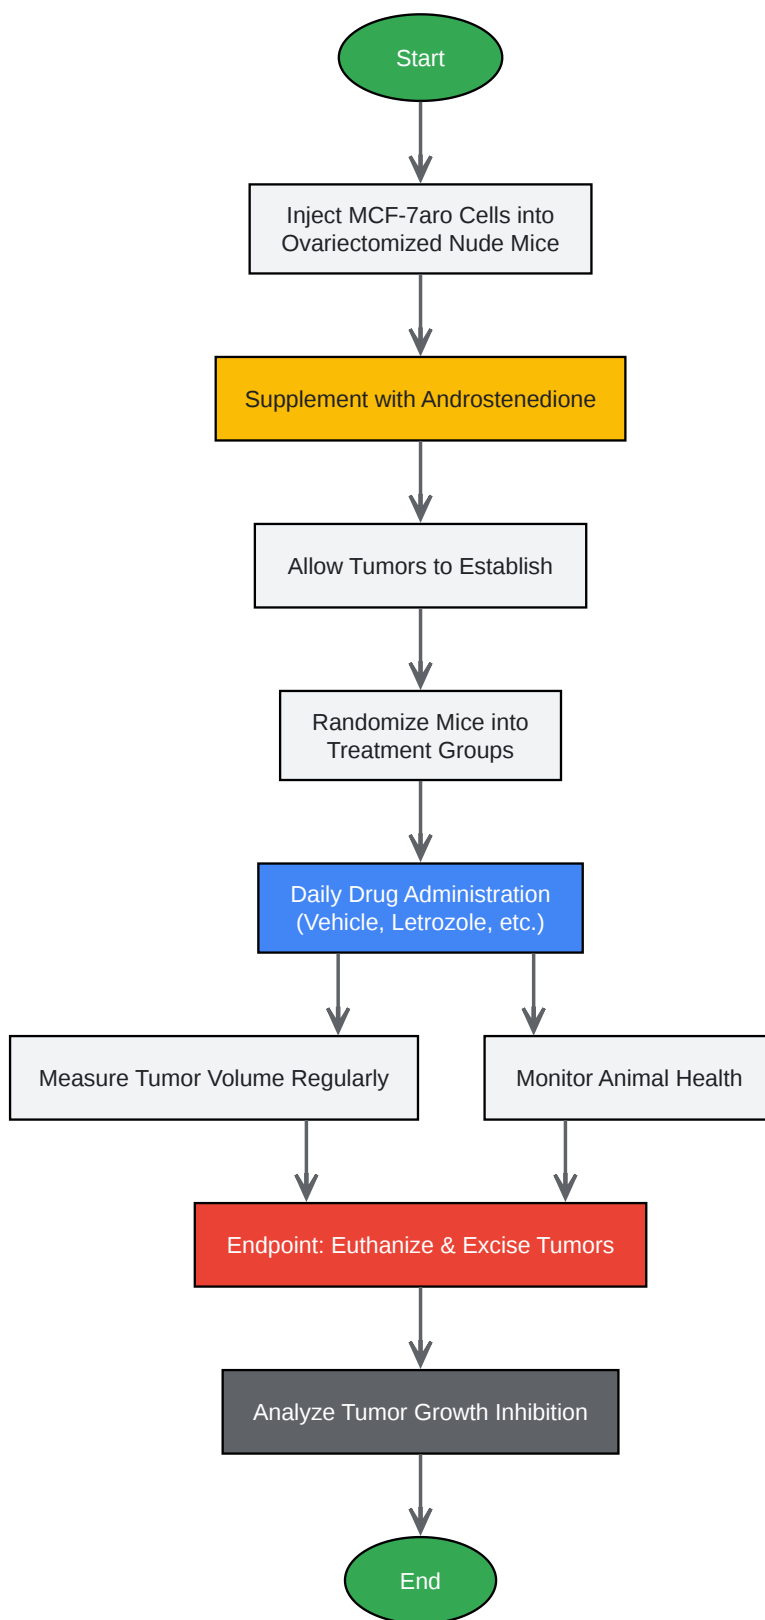 Start
Inject MCF-7aro Cells into
Ovariectomized Nude Mice
Supplement with Androstenedione
Allow Tumors to Establish
Randomize Mice into
Treatment Groups
Daily Drug Administration
(Vehicle, Letrozole, etc.)
Measure Tumor Volume Regularly
Monitor Animal Health
Endpoint: Euthanize & Excise Tumors
Analyze Tumor Growth Inhibition
End